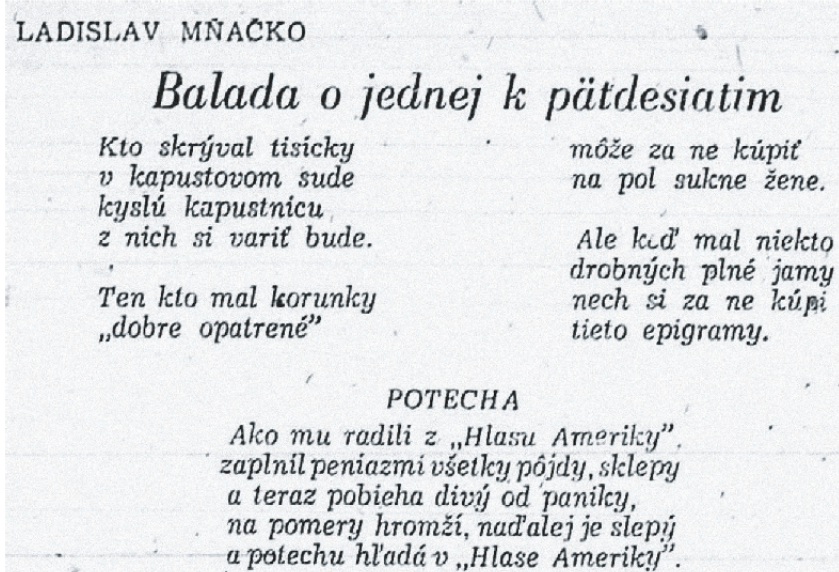 LADISLAV MŇAČKO
Balada o jednej k päťdesiatim
Kto skrýval tisícky
v kapustovom sude
kyslú kapustnicu
z nich si variť bude.
Ten kto mal korunky
„dobre opatrené”
môže za ne kúpiť
na pol sukne žene.
Ale keď mal niekto
drobných plné jamy
nech si za ne kúpi
tieto epigramy.
POTECHA
Ako mu radili z „Hlasu Ameriky”,
zaplnil peniazmi všetky pôjdy, sklepy
a teraz pobieha divý od paniky,
na pomery hromží, naďalej je slepý
a potechu hľadá v „Hlase Ameriky”.